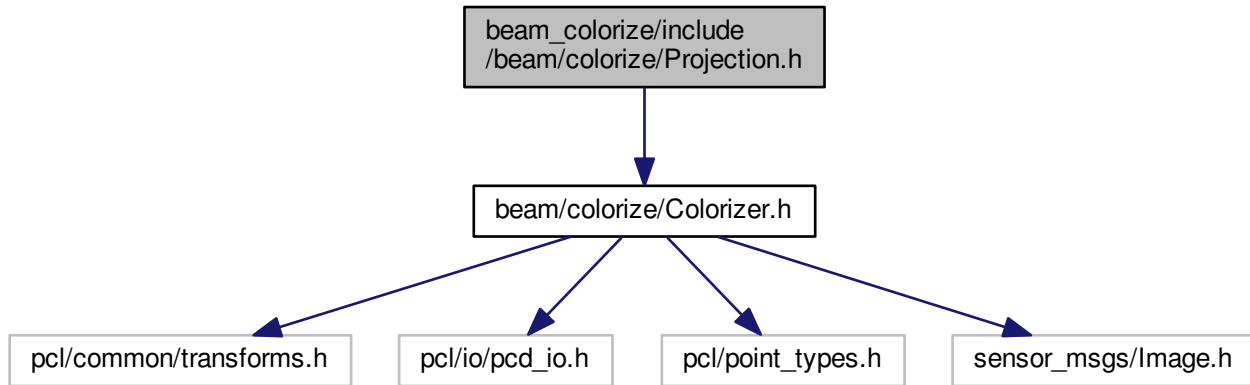 beam_colorize/include
/beam/colorize/Projection.h
beam/colorize/Colorizer.h
pcl/common/transforms.h
pcl/io/pcd_io.h
pcl/point_types.h
sensor_msgs/Image.h